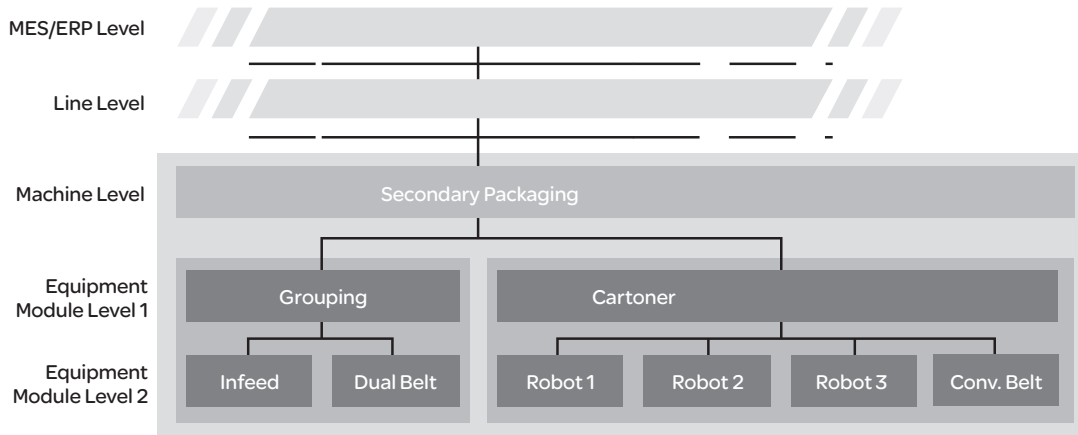 MES/ERP Level
Line Level
Machine Level
Secondary Packaging
Equipment
Module Level 1
Grouping
Cartoner
Equipment
Module Level 2
Infeed
Dual Belt
Robot 1
Robot 2
Robot 3
Conv. Belt